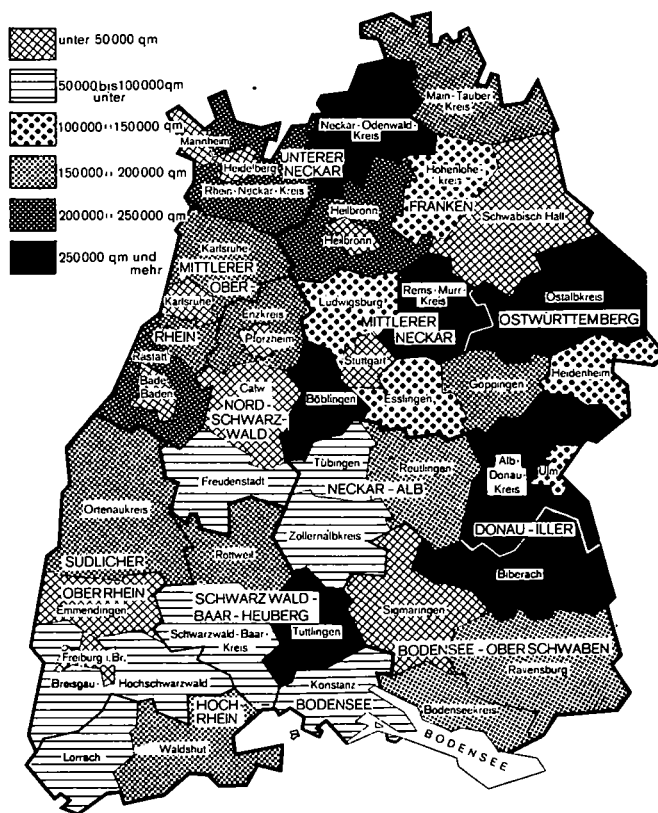 unter 50000 qm
50000 bis 100000qm
unter
100000 " 150000 qm
150000 " 200000 qm
200000 " 250000 qm
250000 qm und
mehr
Main-Tauber
Kreis
Neckar-Odenwald-
Kreis
Mannheim
Heidelberg
UNTERER
NECKAR
Rhein-Neckar-Kreis
Hohenlohe-
kreis
FRANKEN
Schwäbisch Hall
Heilbronn
Heilbronn
Karlsruhe
MITTLERER
OBER
Karlsruhe
RHEIN
Enzkreis
Pforzheim
Ludwigsburg
Rems-Murr-
Kreis
MITTLERER
NECKAR
Ostalbkreis
OSTWÜRTTEMBERG
Rastatt
Bade
Baden
Stuttgart
Göppingen
Heidenheim
Calw
NORD-
SCHWARZ-
WALD
Böblingen
Esslingen
Freudenstadt
Tübingen
Reutlingen
NECKAR-ALB
Alb-
Donau-
Kreis
Ulm
DONAU-ILLER
Ortenaukreis
Zollernalbkreis
SÜDLICHER
Rottweil
Biberach
OBERRHEIN
Emmendingen
SCHWARZWALD-
BAAR-HEUBERG
Sigmaringen
Schwarzwald-Baar-
Kreis
Tuttlingen
BODENSEE-OBERSCHWABEN
Ravensburg
Freiburg i.Br.
Breisgau-
Hochschwarzwald
Konstanz
BODENSEE
Bodenseekreis
HOCH-
RHEIN
Lörrach
Waldshut
BODENSEE